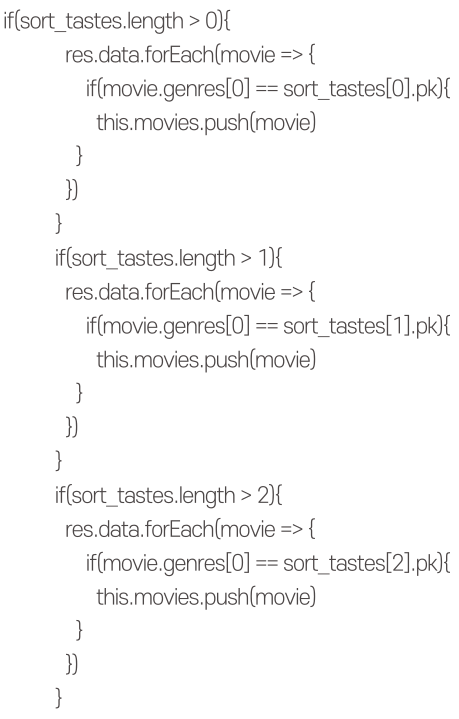 if(sort_tastes.length > 0){
res.data.forEach(movie => {
if(movie.genres[0] == sort_tastes[0].pk){
this.movies.push(movie)
}
})
}
if(sort_tastes.length > 1){
res.data.forEach(movie => {
if(movie.genres[0] == sort_tastes[1].pk){
this.movies.push(movie)
}
})
}
if(sort_tastes.length > 2){
res.data.forEach(movie => {
if(movie.genres[0] == sort_tastes[2].pk){
this.movies.push(movie)
}
})
}